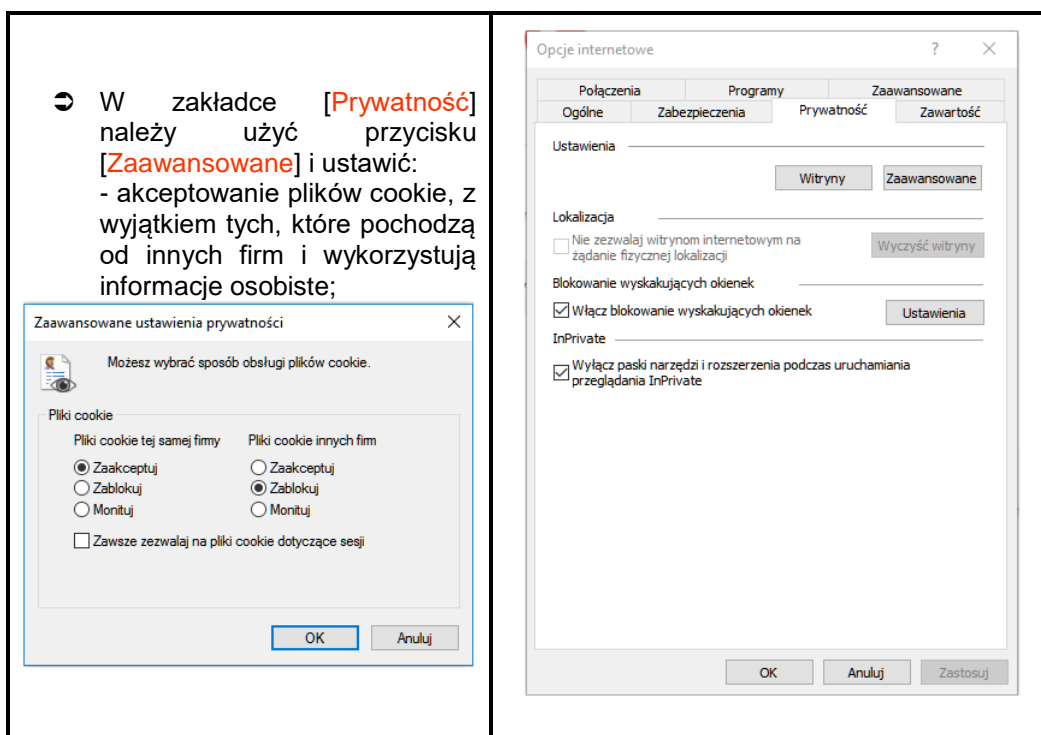 ➲ W zakładce [Prywatność]
należy użyć przycisku
[Zaawansowane] i ustawić:
- akceptowanie plików cookie, z
wyjątkiem tych, które pochodzą
od innych firm i wykorzystują
informacje osobiste;
Zaawansowane ustawienia prywatności
Możesz wybrać sposób obsługi plików cookie.
Pliki cookie
Pliki cookie tej samej firmy Pliki cookie innych firm
Zaakceptuj Zaakceptuj
Zablokuj Zablokuj
Monituj Monituj
Zawsze zezwalaj na pliki cookie dotyczące sesji
OK Anuluj
Opcje internetowe ?
Połączenia Programy Zaawansowane
Ogólne Zabezpieczenia Prywatność Zawartość
Ustawienia
Witryny Zaawansowane
Lokalizacja
Nie zezwalaj witrynom internetowym na
żądanie fizycznej lokalizacji
Wyczyść witryny
Blokowanie wyskakujących okienek
Włącz blokowanie wyskakujących okienek Ustawienia
InPrivate
Wyłącz paski narzędzi i rozszerzenia podczas uruchamiania
przeglądania InPrivate
OK Anuluj Zastosuj